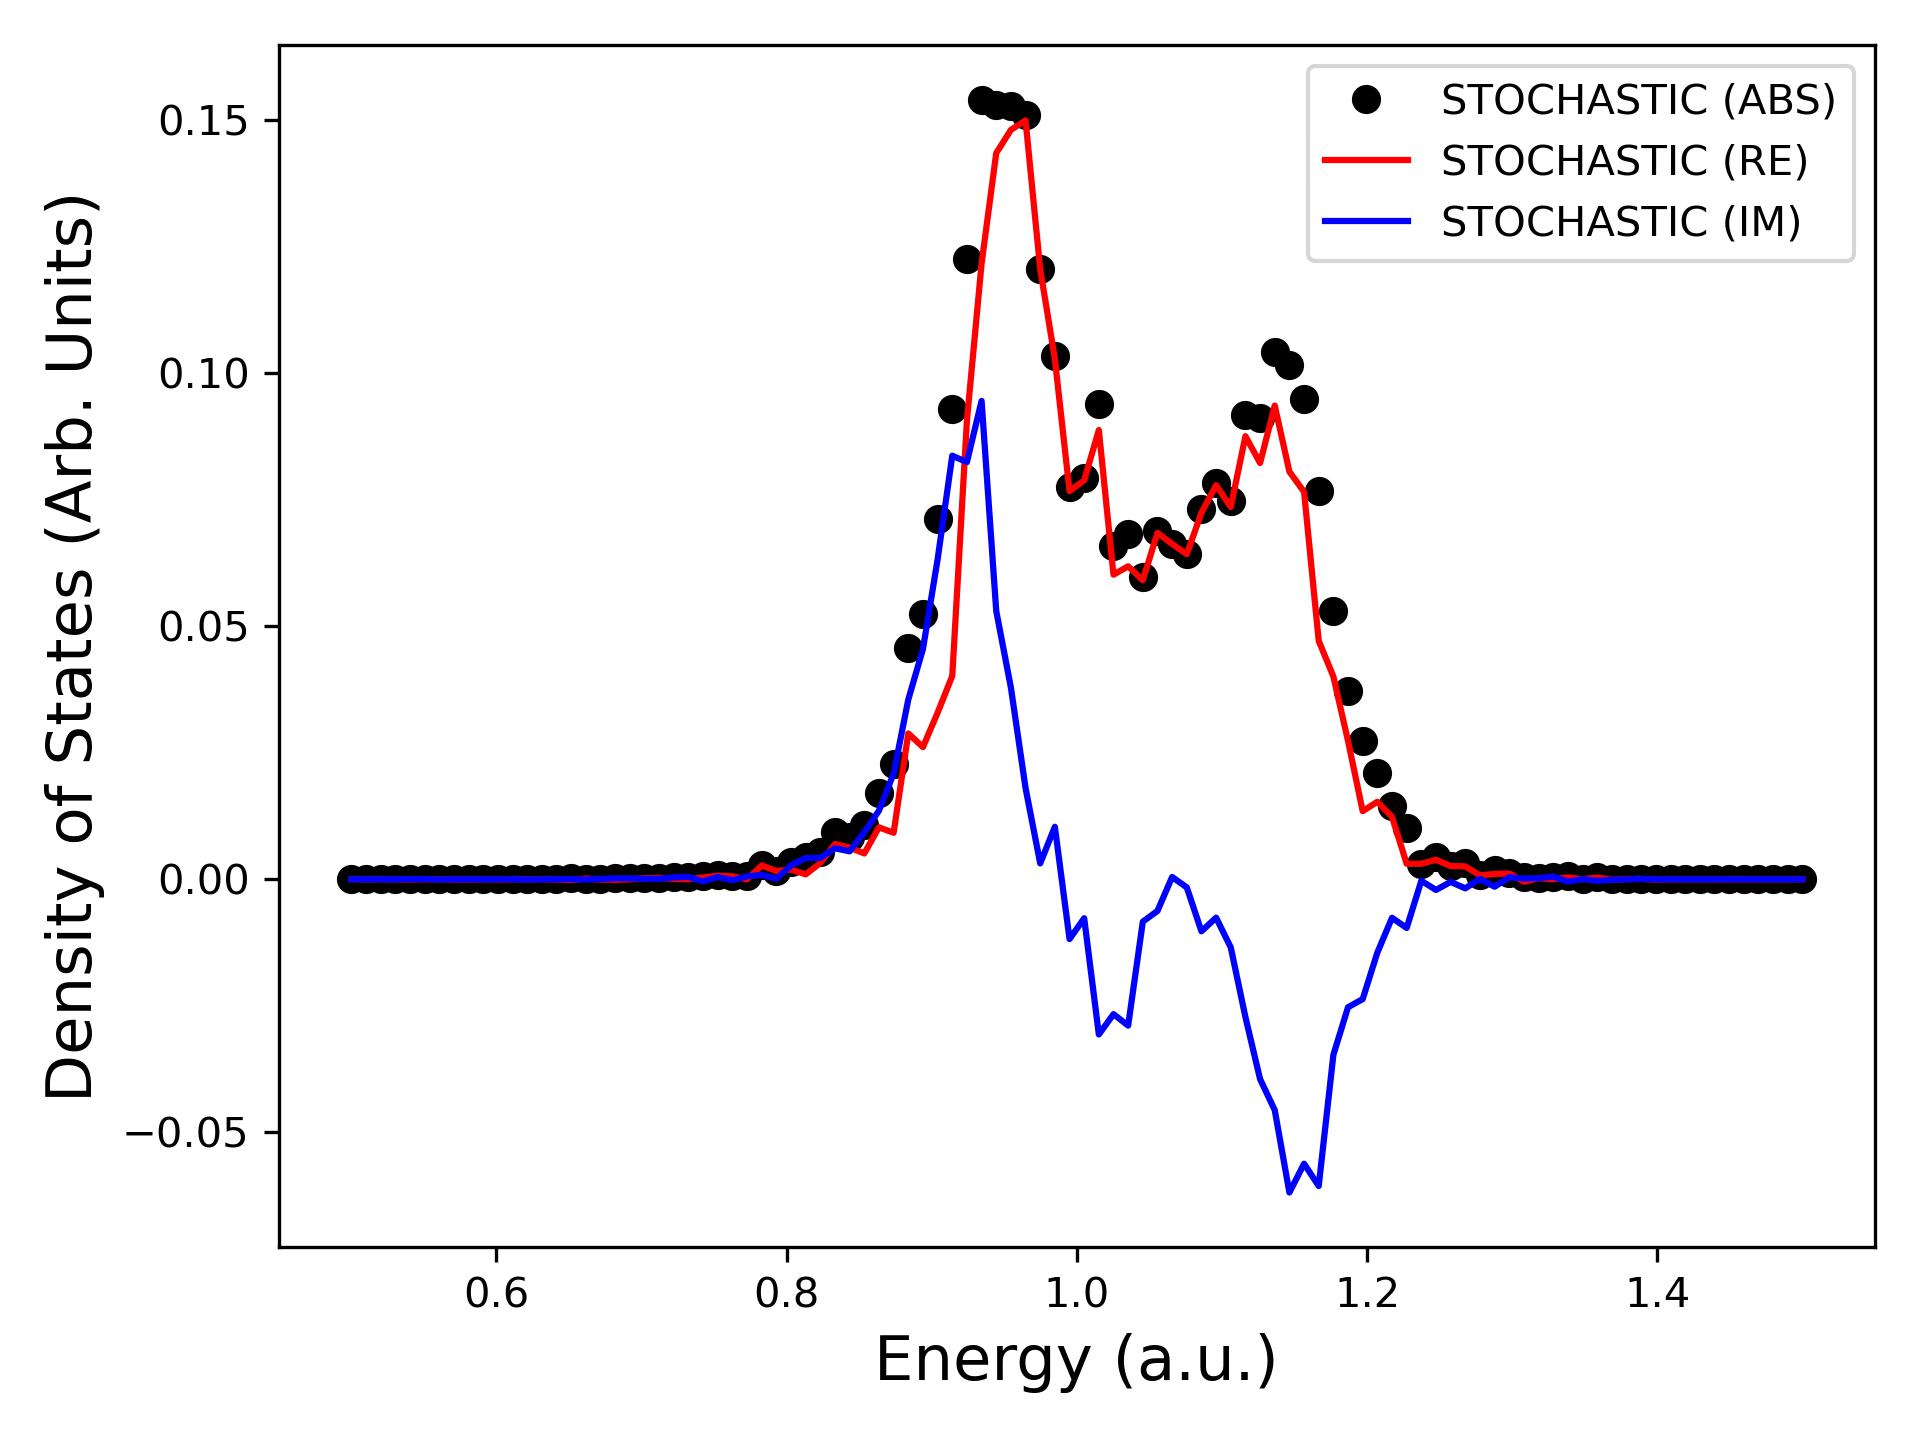 STOCHASTIC (ABS)
STOCHASTIC (RE)
STOCHASTIC (IM)
Density of States (Arb. Units)
0.15
0.10
0.05
0.00
−0.05
0.6 0.8 1.0 1.2 1.4
Energy (a.u.)